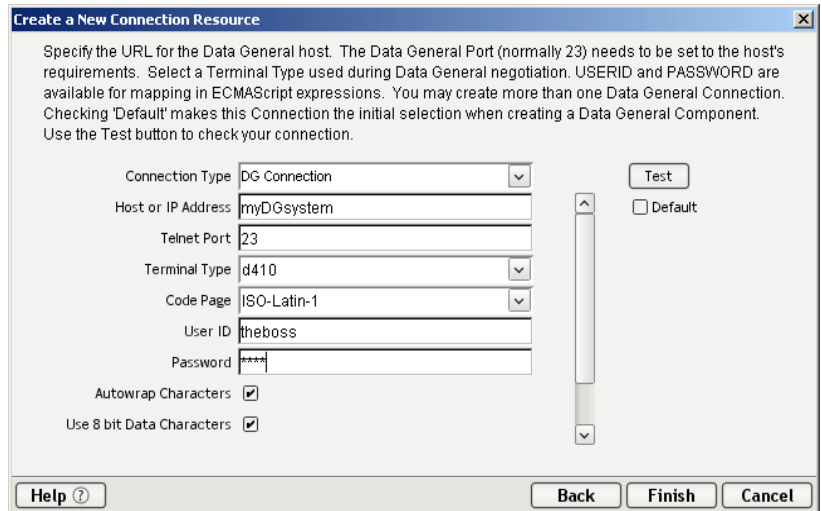 Create a New Connection Resource
Specify the URL for the Data General host. The Data General Port (normally 23) needs to be set to the host's
requirements. Select a Terminal Type used during Data General negotiation. USERID and PASSWORD are
available for mapping in ECMAScript expressions. You may create more than one Data General Connection.
Checking 'Default' makes this Connection the initial selection when creating a Data General Component.
Use the Test button to check your connection.
Connection Type DG Connection Test
Host or IP Address myDGsystem Default
Telnet Port 23
Terminal Type d410
Code Page ISO-Latin-1
User ID theboss
Password ****
Autowrap Characters
Use 8 bit Data Characters
Help ? Back Finish Cancel